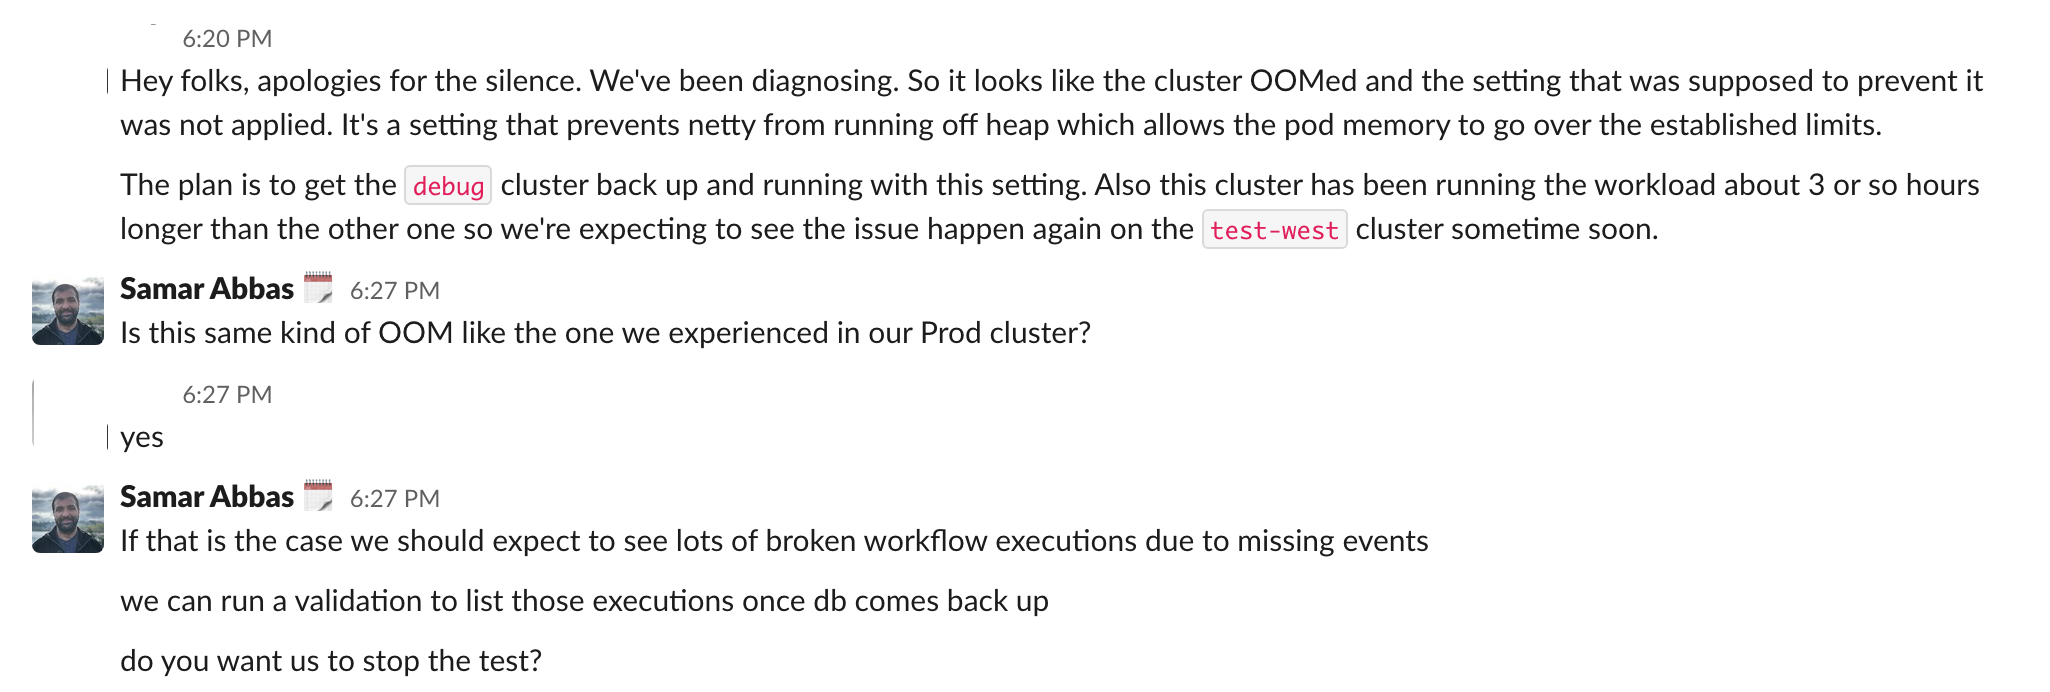 6:20 PM
Hey folks, apologies for the silence. We've been diagnosing. So it looks like the cluster OOMed and the setting that was supposed to prevent it
was not applied. It's a setting that prevents netty from running off heap which allows the pod memory to go over the established limits.
The plan is to get the debug cluster back up and running with this setting. Also this cluster has been running the workload about 3 or so hours
longer than the other one so we're expecting to see the issue happen again on the test-west cluster sometime soon.
Samar Abbas 6:27 PM
Is this same kind of OOM like the one we experienced in our Prod cluster?
6:27 PM
yes
Samar Abbas 6:27 PM
If that is the case we should expect to see lots of broken workflow executions due to missing events
we can run a validation to list those executions once db comes back up
do you want us to stop the test?